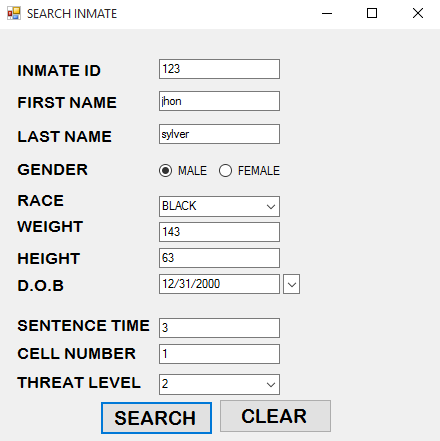 SEARCH INMATE
INMATE ID 123
FIRST NAME jhon
LAST NAME sylver
GENDER MALE FEMALE
RACE BLACK
WEIGHT 143
HEIGHT 63
D.O.B 12/31/2000
SENTENCE TIME 3
CELL NUMBER 1
THREAT LEVEL 2
SEARCH CLEAR